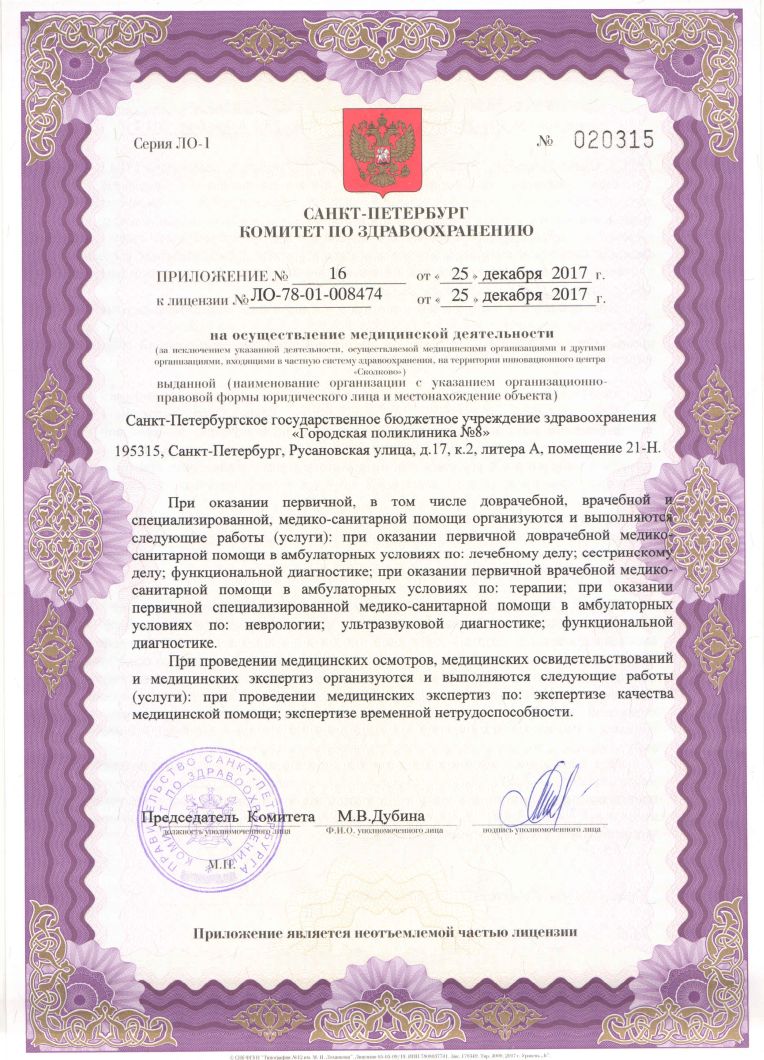 Серия ЛО-1
№ 020315
САНКТ-ПЕТЕРБУРГ
КОМИТЕТ ПО ЗДРАВООХРАНЕНИЮ
ПРИЛОЖЕНИЕ № 16 от « 25 » декабря 2017 г.
к лицензии № ЛО-78-01-008474 от « 25 » декабря 2017 г.
на осуществление медицинской деятельности
(за исключением указанной деятельности, осуществляемой медицинскими организациями и другими
организациями, входящими в частную систему здравоохранения, на территории инновационного центра
«Сколково»)
выданной (наименование организации с указанием организационно-
правовой формы юридического лица и местонахождение объекта)
Санкт-Петербургское государственное бюджетное учреждение здравоохранения
«Городская поликлиника №8»
195315, Санкт-Петербург, Русановская улица, д.17, к.2, литера А, помещение 21-Н.
При оказании первичной, в том числе доврачебной, врачебной и
специализированной, медико-санитарной помощи организуются и выполняются
следующие работы (услуги): при оказании первичной доврачебной медико-
санитарной помощи в амбулаторных условиях по: лечебному делу; сестринскому
делу; функциональной диагностике; при оказании первичной врачебной медико-
санитарной помощи в амбулаторных условиях по: терапии; при оказании
первичной специализированной медико-санитарной помощи в амбулаторных
условиях по: неврологии; ультразвуковой диагностике; функциональной
диагностике.
При проведении медицинских осмотров, медицинских освидетельствований
и медицинских экспертиз организуются и выполняются следующие работы
(услуги): при проведении медицинских экспертиз по: экспертизе качества
медицинской помощи; экспертизе временной нетрудоспособности.
ПРАВИТЕЛЬСТВО САНКТ-ПЕТЕРБУРГА
КОМИТЕТ ПО ЗДРАВООХРАНЕНИЮ
Председатель Комитета М.В.Дубина
должность уполномоченного лица Ф.И.О. уполномоченного лица подпись уполномоченного лица
М.П.
Приложение является неотъемлемой частью лицензии